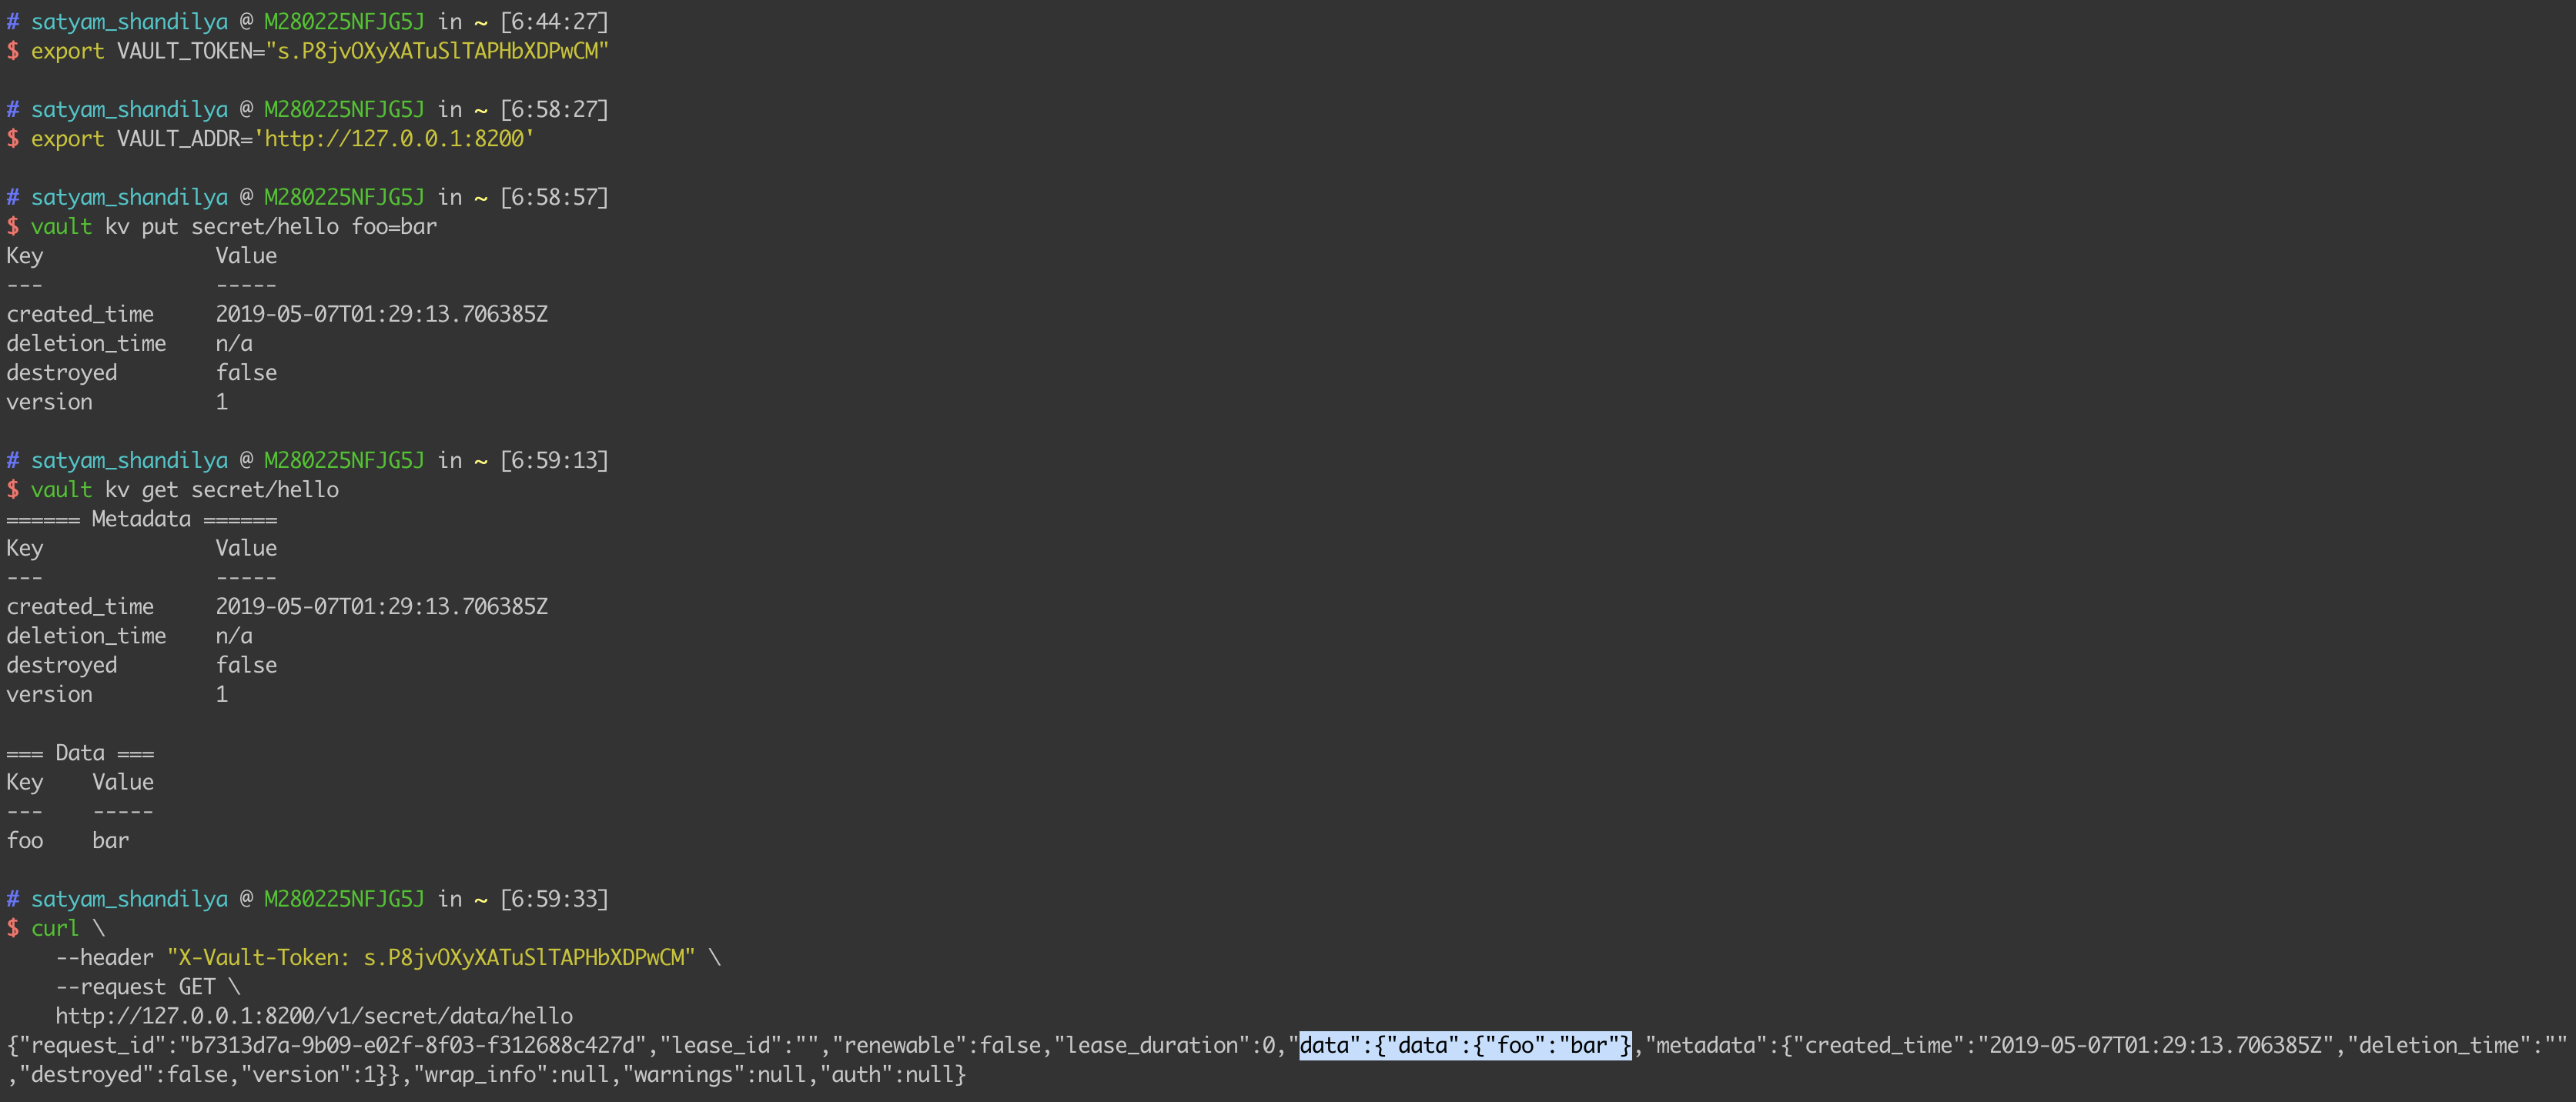 # satyam_shandilya @ M280225NFJG5J in ~ [6:44:27]
$ export VAULT_TOKEN="s.P8jvOXyXATuSlTAPHbXDPwCM"
# satyam_shandilya @ M280225NFJG5J in ~ [6:58:27]
$ export VAULT_ADDR='http://127.0.0.1:8200'
# satyam_shandilya @ M280225NFJG5J in ~ [6:58:57]
$ vault kv put secret/hello foo=bar
Key              Value
---              -----
created_time     2019-05-07T01:29:13.706385Z
deletion_time    n/a
destroyed        false
version          1
# satyam_shandilya @ M280225NFJG5J in ~ [6:59:13]
$ vault kv get secret/hello
====== Metadata ======
Key              Value
---              -----
created_time     2019-05-07T01:29:13.706385Z
deletion_time    n/a
destroyed        false
version          1
=== Data ===
Key    Value
---    -----
foo    bar
# satyam_shandilya @ M280225NFJG5J in ~ [6:59:33]
$ curl \
    --header "X-Vault-Token: s.P8jvOXyXATuSlTAPHbXDPwCM" \
    --request GET \
    http://127.0.0.1:8200/v1/secret/data/hello
{"request_id":"b7313d7a-9b09-e02f-8f03-f312688c427d","lease_id":"","renewable":false,"lease_duration":0,"data":{"data":{"foo":"bar"},"metadata":{"created_time":"2019-05-07T01:29:13.706385Z","deletion_time":""
,"destroyed":false,"version":1}},"wrap_info":null,"warnings":null,"auth":null}